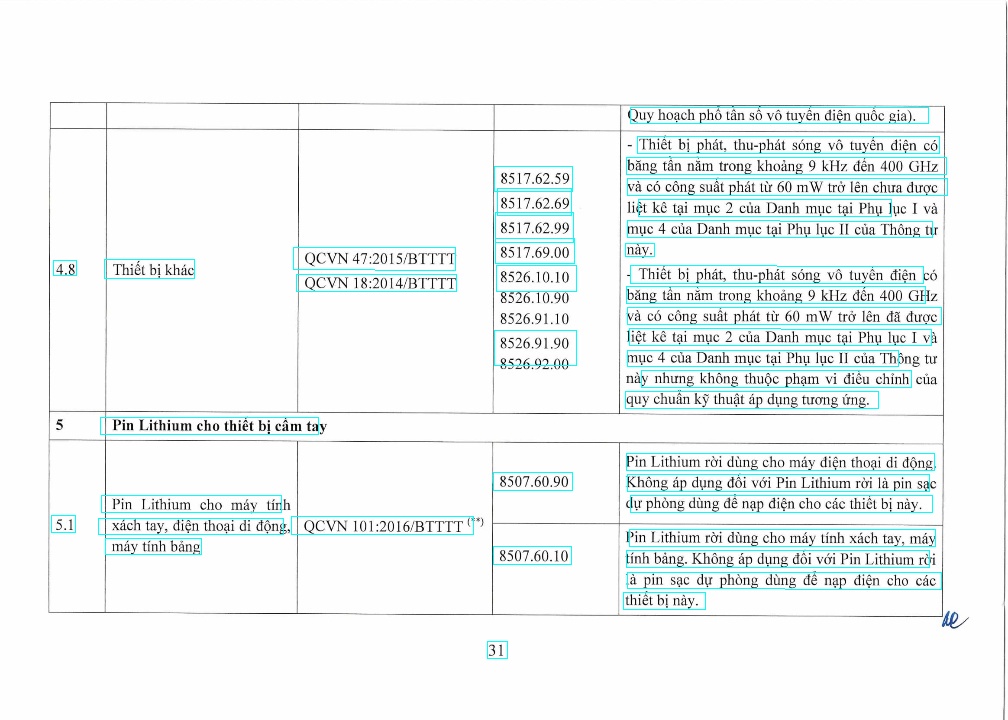 Quy hoạch phổ tần số vô tuyến điện quốc gia).
4.8
Thiết bị khác
QCVN 47:2015/BTTTT
QCVN 18:2014/BTTTT
8517.62.59
8517.62.69
8517.62.99
8517.69.00
8526.10.10
8526.10.90
8526.91.10
8526.91.90
8526.92.00
- Thiết bị phát, thu-phát sóng vô tuyến điện có
băng tần nằm trong khoảng 9 kHz đến 400 GHz
và có công suất phát từ 60 mW trở lên chưa được
liệt kê tại mục 2 của Danh mục tại Phụ lục I và
mục 4 của Danh mục tại Phụ lục II của Thông tư
này.
- Thiết bị phát, thu-phát sóng vô tuyến điện có
băng tần nằm trong khoảng 9 kHz đến 400 GHz
và có công suất phát từ 60 mW trở lên đã được
liệt kê tại mục 2 của Danh mục tại Phụ lục I và
mục 4 của Danh mục tại Phụ lục II của Thông tư
này nhưng không thuộc phạm vi điều chỉnh của
quy chuẩn kỹ thuật áp dụng tương ứng.
5
Pin Lithium cho thiết bị cầm tay
5.1
Pin Lithium cho máy tính
xách tay, điện thoại di động,
máy tính bảng
QCVN 101:2016/BTTTT (**)
8507.60.90
Pin Lithium rời dùng cho máy điện thoại di động.
Không áp dụng đối với Pin Lithium rời là pin sạc
dự phòng dùng để nạp điện cho các thiết bị này.
8507.60.10
Pin Lithium rời dùng cho máy tính xách tay, máy
tính bảng. Không áp dụng đối với Pin Lithium rời
là pin sạc dự phòng dùng để nạp điện cho các
thiết bị này.
31